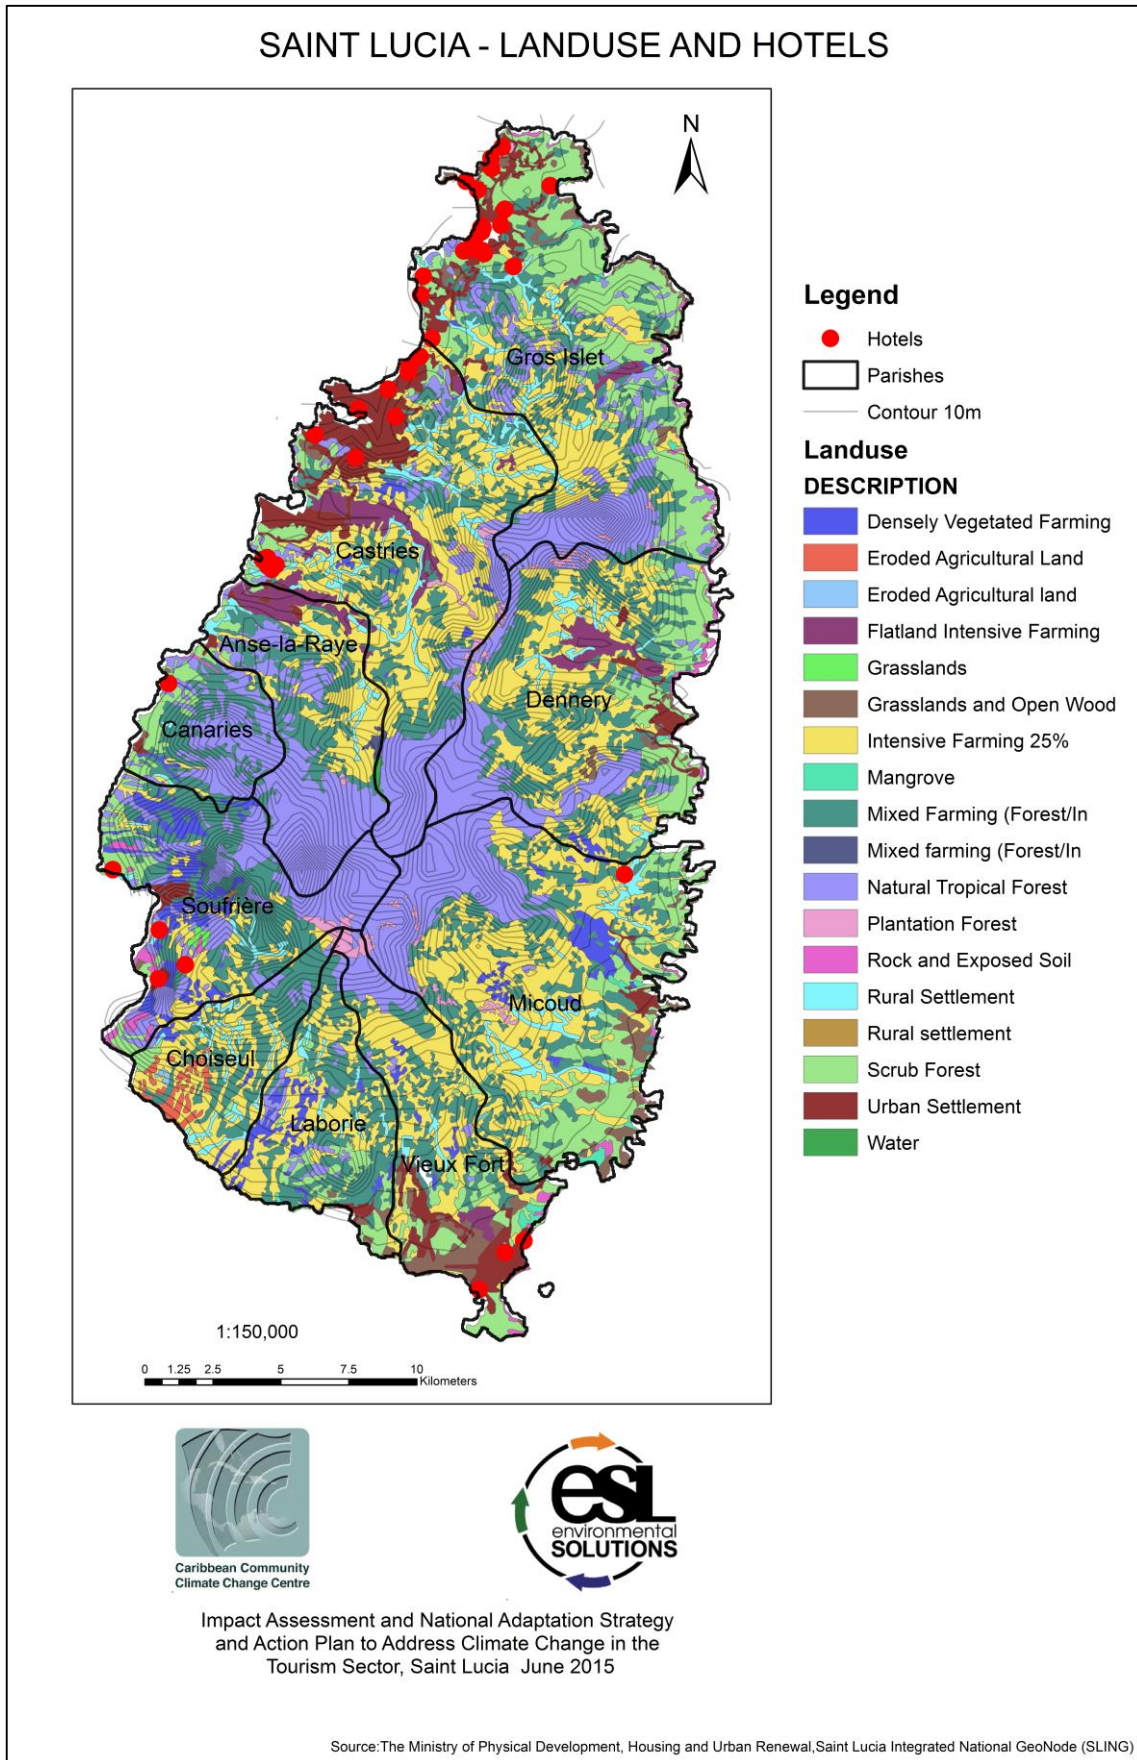 SAINT LUCIA - LANDUSE AND HOTELS
N
Gros Islet
Castries
Anse-la-Raye
Canaries
Dennery
Soufrière
Micoud
Choiseul
Laborie
Vieux Fort
1:150,000
0 1.25 2.5 5 7.5 10
Kilometers
Legend
Hotels
Parishes
Contour 10m
Landuse
DESCRIPTION
Densely Vegetated Farming
Eroded Agricultural Land
Eroded Agricultural land
Flatland Intensive Farming
Grasslands
Grasslands and Open Wood
Intensive Farming 25%
Mangrove
Mixed Farming (Forest/In
Mixed farming (Forest/In
Natural Tropical Forest
Plantation Forest
Rock and Exposed Soil
Rural Settlement
Rural settlement
Scrub Forest
Urban Settlement
Water
Caribbean Community
Climate Change Centre
esl
environmental
SOLUTIONS
Impact Assessment and National Adaptation Strategy
and Action Plan to Address Climate Change in the
Tourism Sector, Saint Lucia June 2015
Source:The Ministry of Physical Development, Housing and Urban Renewal,Saint Lucia Integrated National GeoNode (SLING)